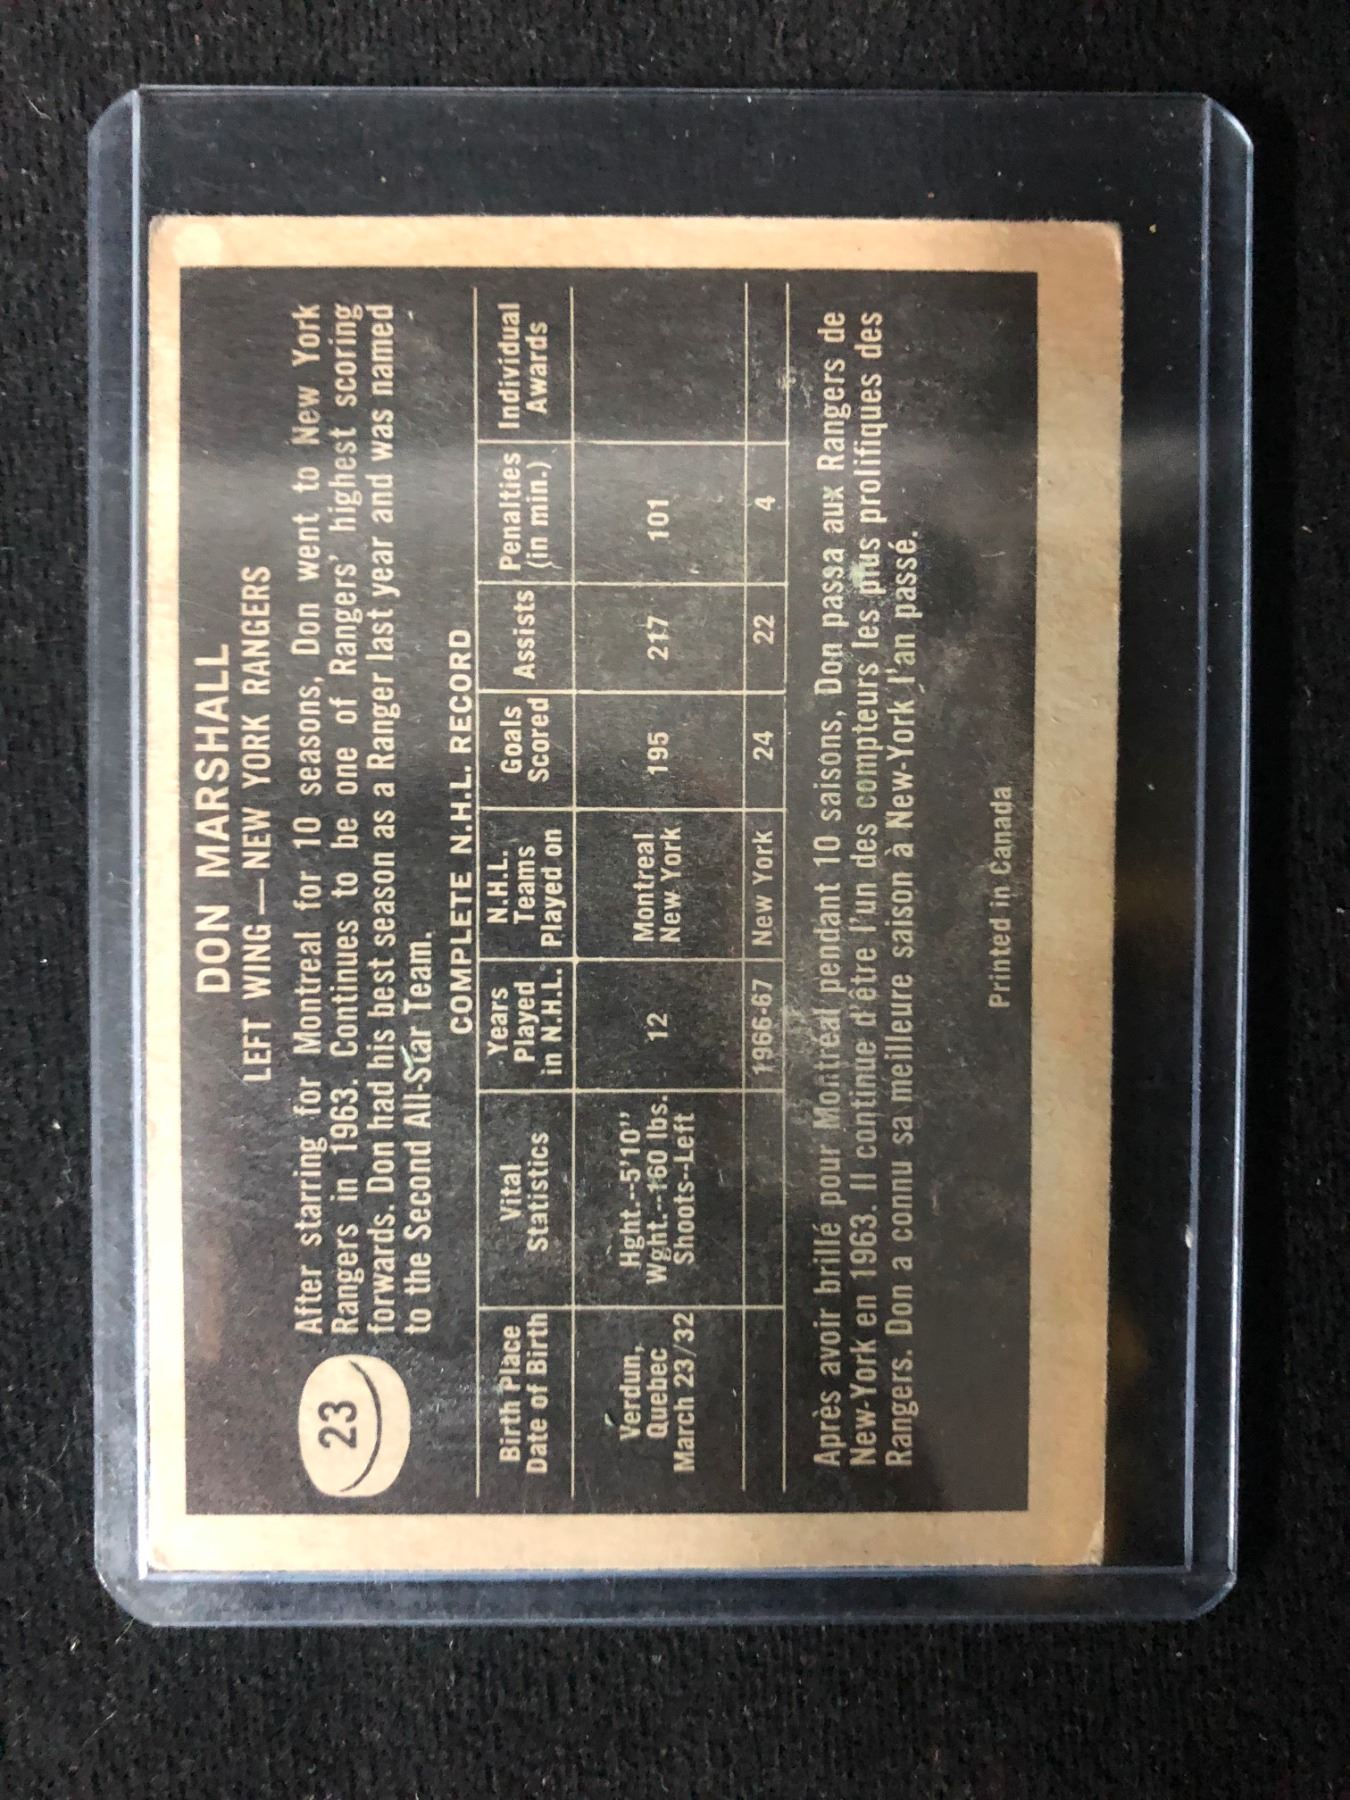 DON MARSHALL
LEFT WING—NEW YORK RANGERS
23
After starring for Montreal for 10 seasons, Don went to New York
Rangers in 1963. Continues to be one of Rangers' highest scoring
forwards. Don had his best season as a Ranger last year and was named
to the Second All-Star Team.
COMPLETE N.H.L. RECORD
Birth Place Date of Birth | Vital Statistics | Years Played in N.H.L. | N.H.L. Teams Played on | Goals Scored | Assists | Penalties (in min.) | Individual Awards
Verdun, Quebec March 23/32 | Hght.--5'10" Wght.--160 lbs. Shoots--Left | 12 | Montreal New York | 195 | 217 | 101
1966-67 | New York | 24 | 22 | 4
Après avoir brillé pour Montréal pendant 10 saisons, Don passa aux Rangers de
New-York en 1963. Il continue d'être l'un des compteurs les plus prolifiques des
Rangers. Don a connu sa meilleure saison à New-York l'an passé.
Printed in Canada